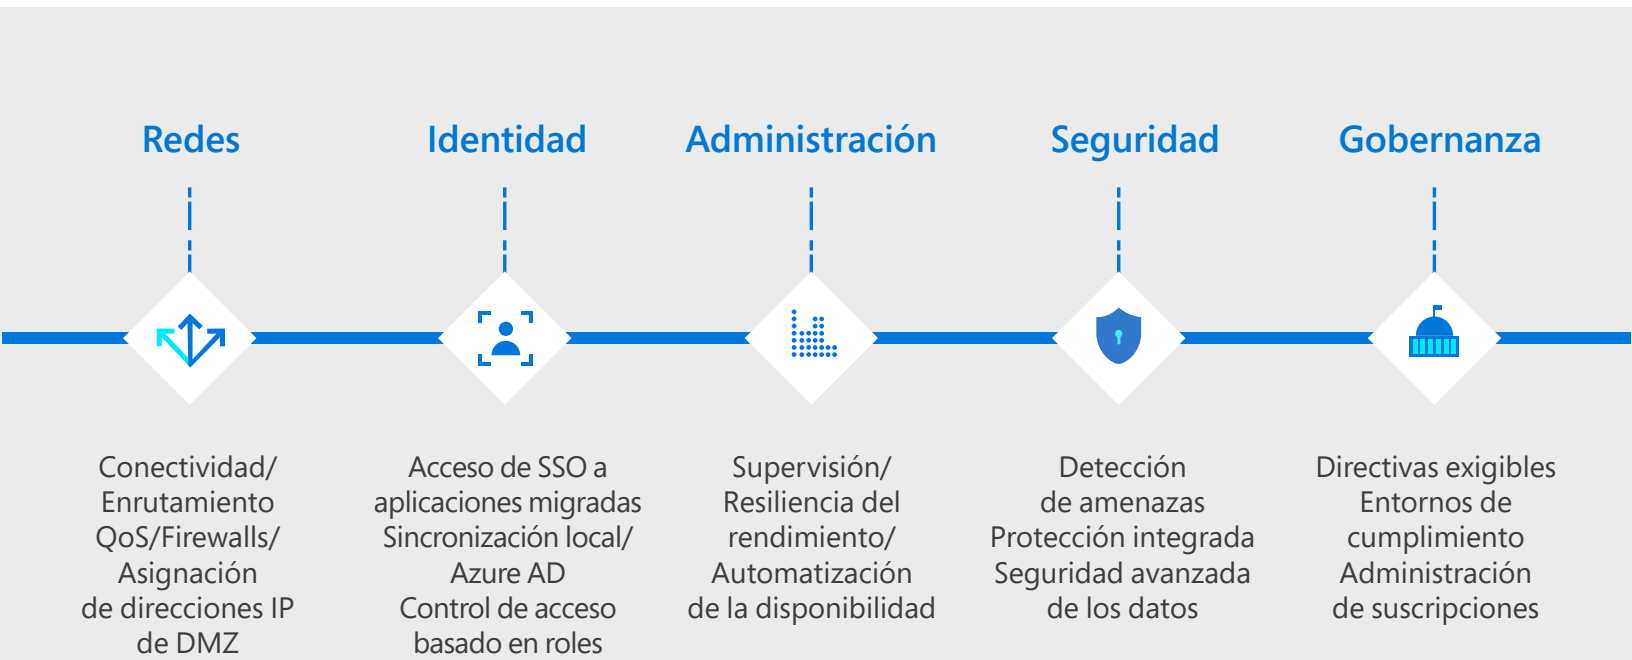 Redes
Conectividad/
Enrutamiento
QoS/Firewalls/
Asignación
de direcciones IP
de DMZ
Identidad
Acceso de SSO a
aplicaciones migradas
Sincronización local/
Azure AD
Control de acceso
basado en roles
Administración
Supervisión/
Resiliencia del
rendimiento/
Automatización
de la disponibilidad
Seguridad
Detección
de amenazas
Protección integrada
Seguridad avanzada
de los datos
Gobernanza
Directivas exigibles
Entornos de
cumplimiento
Administración
de suscripciones